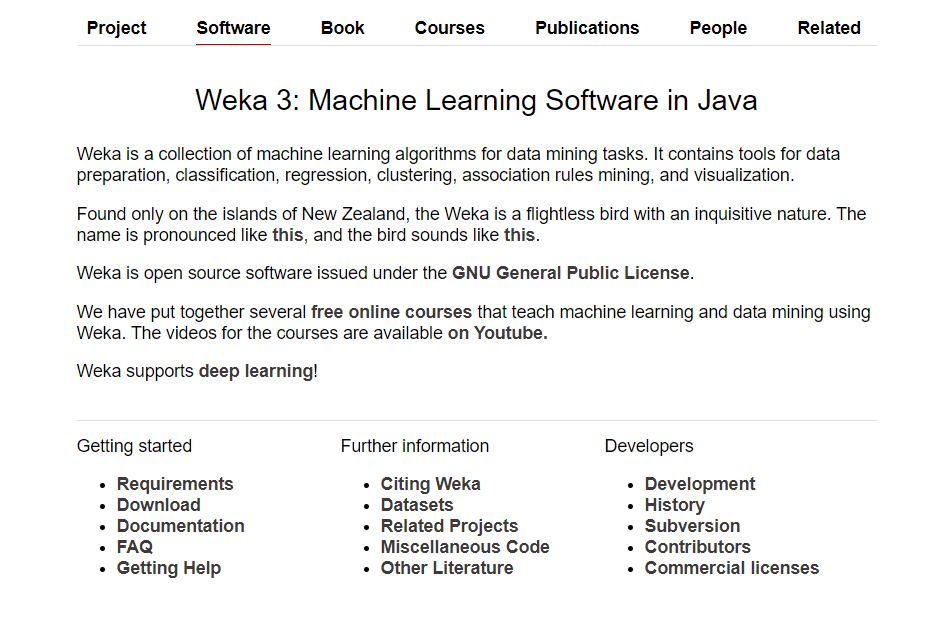 Project Software Book Courses Publications People Related
Weka 3: Machine Learning Software in Java
Weka is a collection of machine learning algorithms for data mining tasks. It contains tools for data
preparation, classification, regression, clustering, association rules mining, and visualization.
Found only on the islands of New Zealand, the Weka is a flightless bird with an inquisitive nature. The
name is pronounced like this, and the bird sounds like this.
Weka is open source software issued under the GNU General Public License.
We have put together several free online courses that teach machine learning and data mining using
Weka. The videos for the courses are available on Youtube.
Weka supports deep learning!
Getting started
Requirements
Download
Documentation
FAQ
Getting Help
Further information
Citing Weka
Datasets
Related Projects
Miscellaneous Code
Other Literature
Developers
Development
History
Subversion
Contributors
Commercial licenses